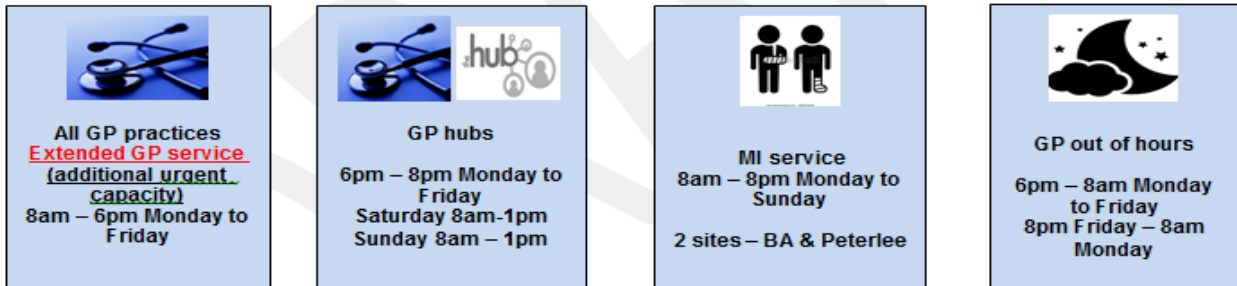 All GP practices
Extended GP service
(additional urgent
capacity)
8am – 6pm Monday to
Friday
hub
GP hubs
6pm – 8pm Monday to
Friday
Saturday 8am-1pm
Sunday 8am – 1pm
MI service
8am – 8pm Monday to
Sunday
2 sites – BA & Peterlee
GP out of hours
6pm – 8am Monday
to Friday
8pm Friday – 8am
Monday